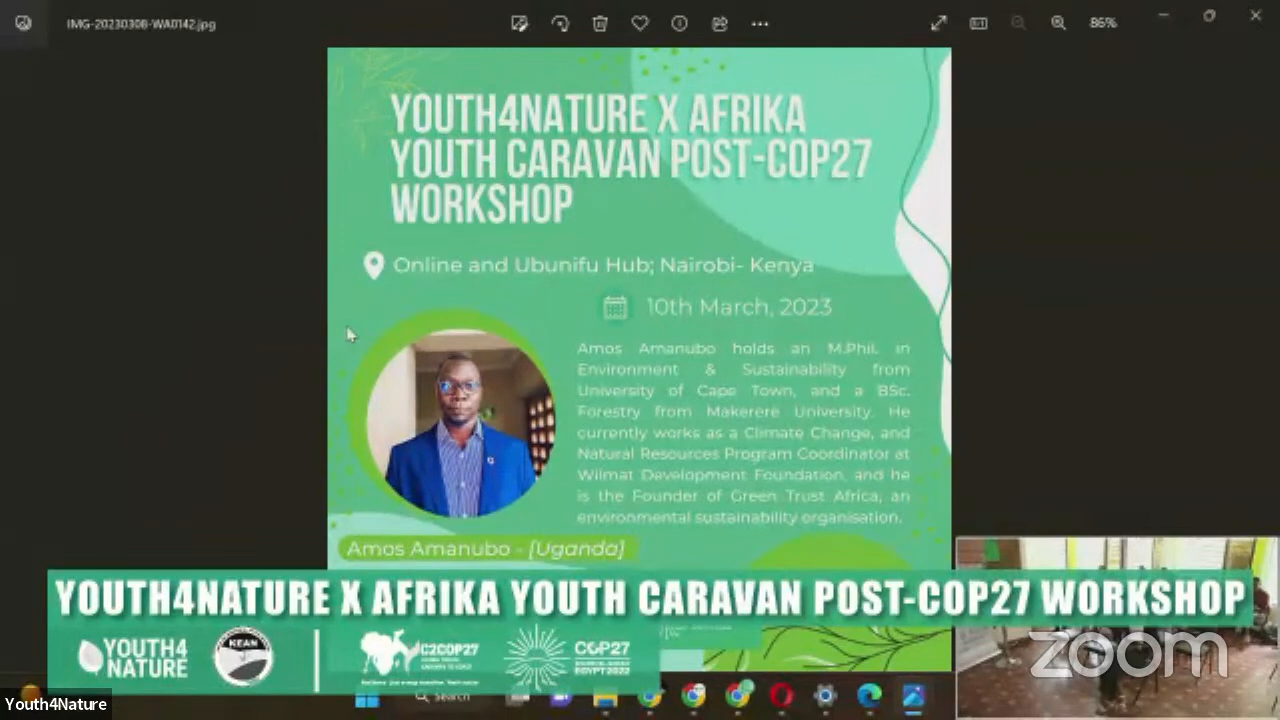 IMG-20230308-WA0142.jpg
86%
YOUTH4NATURE X AFRIKA
YOUTH CARAVAN POST-COP27
WORKSHOP
Online and Ubunifu Hub; Nairobi- Kenya
10th March, 2023
Amos Amanubo holds an M.Phil. in
Environment & Sustainability from
University of Cape Town, and a BSc.
Forestry from Makerere University. He
currently works as a Climate Change, and
Natural Resources Program Coordinator at
Wilmat Development Foundation, and he
is the Founder of Green Trust Africa, an
environmental sustainability organisation.
Amos Amanubo - [Uganda]
YOUTH4NATURE X AFRIKA YOUTH CARAVAN POST-COP27 WORKSHOP
YOUTH4
NATURE
KEAN
C2COP27
COP27
EGYPT 2022
zoom
Search
Youth4Nature